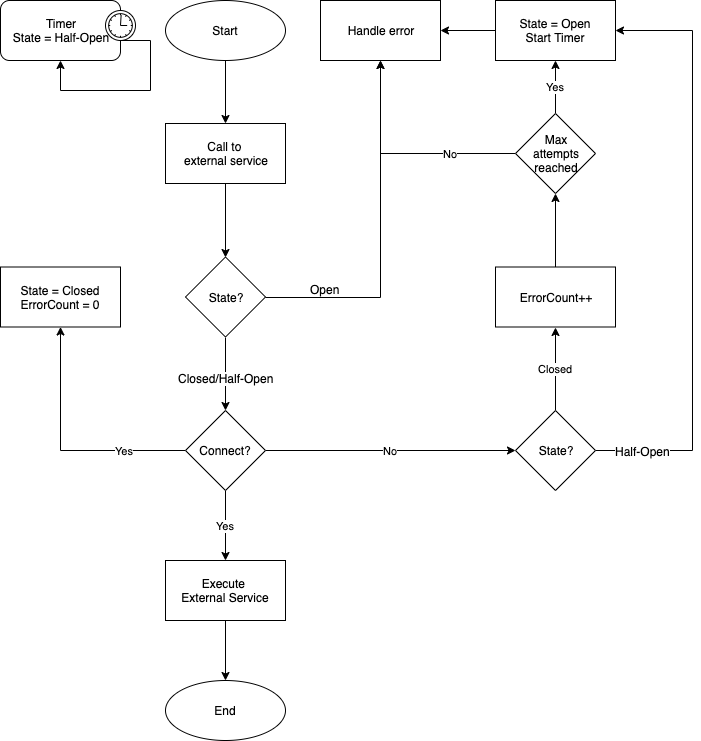 Timer
State = Half-Open
Start
Handle error
State = Open
Start Timer
Yes
Call to
external service
No
Max
attempts
reached
State = Closed
ErrorCount = 0
State?
Open
ErrorCount++
Closed/Half-Open
Closed
Yes
Connect?
No
State?
Half-Open
Yes
Execute
External Service
End